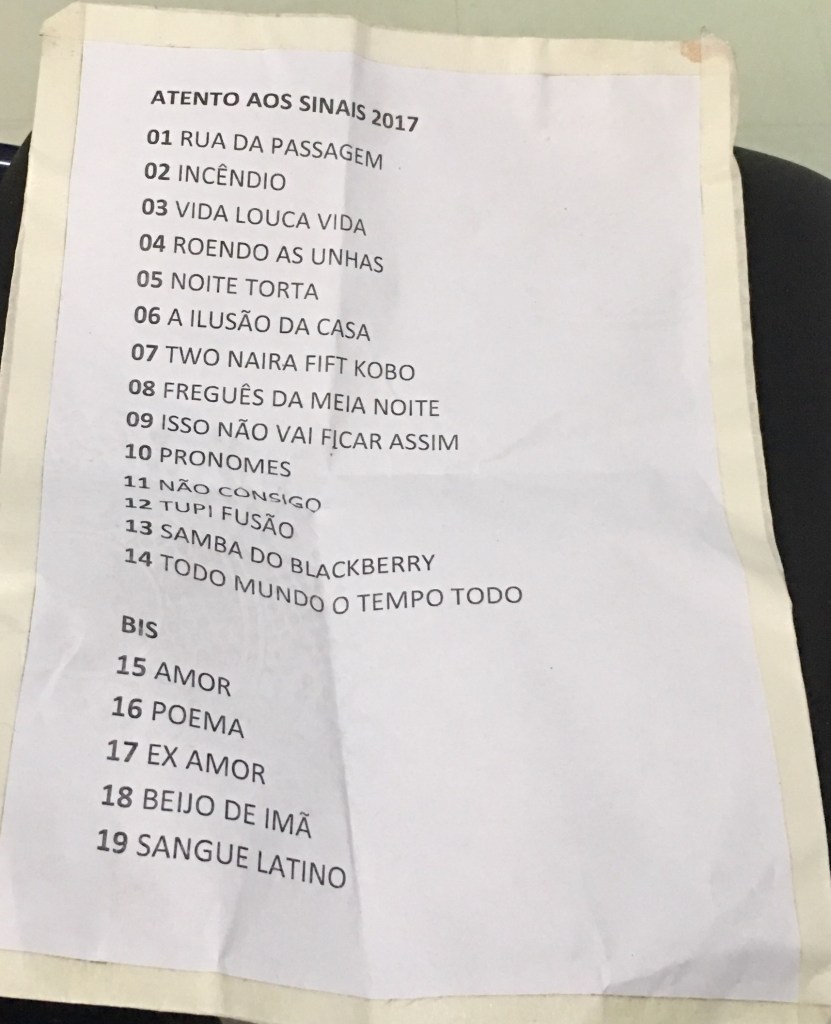 ATENTO AOS SINAIS 2017
01 RUA DA PASSAGEM
02 INCÊNDIO
03 VIDA LOUCA VIDA
04 ROENDO AS UNHAS
05 NOITE TORTA
06 A ILUSÃO DA CASA
07 TWO NAIRA FIFT KOBO
08 FREGUÊS DA MEIA NOITE
09 ISSO NÃO VAI FICAR ASSIM
10 PRONOMES
11 NÃO CONSIGO
12 TUPI FUSÃO
13 SAMBA DO BLACKBERRY
14 TODO MUNDO O TEMPO TODO
BIS
15 AMOR
16 POEMA
17 EX AMOR
18 BEIJO DE IMÃ
19 SANGUE LATINO